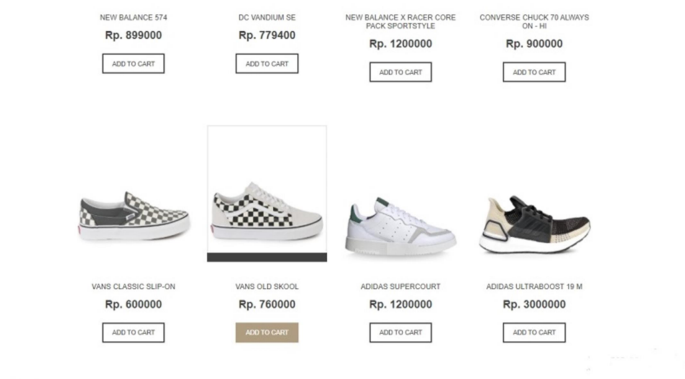 NEW BALANCE 574
Rp. 899000
ADD TO CART
DC VANDIUM SE
Rp. 779400
ADD TO CART
NEW BALANCE X RACER CORE
PACK SPORTSTYLE
Rp. 1200000
ADD TO CART
CONVERSE CHUCK 70 ALWAYS
ON - HI
Rp. 900000
ADD TO CART
VANS CLASSIC SLIP-ON
Rp. 600000
ADD TO CART
VANS OLD SKOOL
Rp. 760000
ADD TO CART
ADIDAS SUPERCOURT
Rp. 1200000
ADD TO CART
ADIDAS ULTRABOOST 19 M
Rp. 3000000
ADD TO CART